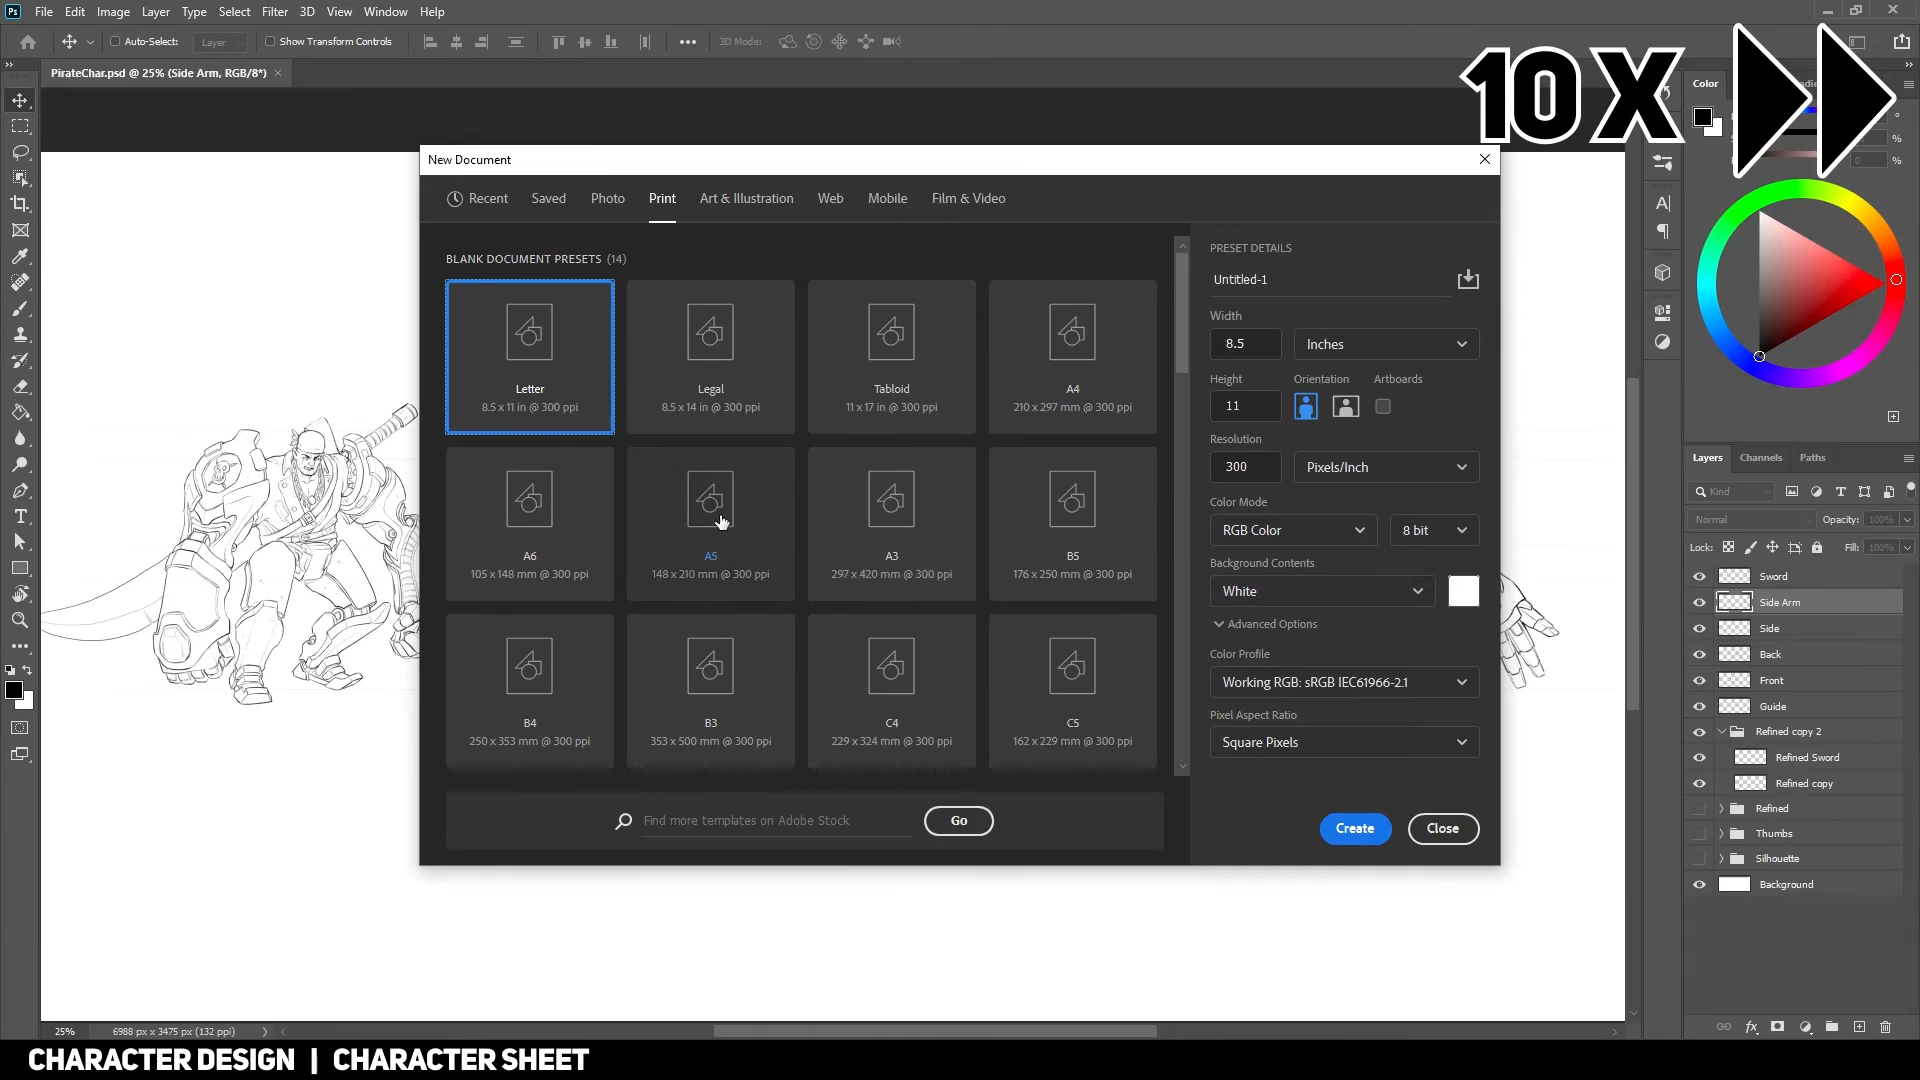 Ps File Edit Image Layer Type Select Filter 3D View Window Help
Auto-Select: Layer Show Transform Controls 3D Mode:
10X
PirateChar.psd @ 25% (Side Arm, RGB/8*)
Color
New Document
Recent Saved Photo Print Art & Illustration Web Mobile Film & Video
BLANK DOCUMENT PRESETS (14)
Letter
8.5 x 11 in @ 300 ppi
Legal
8.5 x 14 in @ 300 ppi
Tabloid
11 x 17 in @ 300 ppi
A4
210 x 297 mm @ 300 ppi
A6
105 x 148 mm @ 300 ppi
A5
148 x 210 mm @ 300 ppi
A3
297 x 420 mm @ 300 ppi
B5
176 x 250 mm @ 300 ppi
B4
250 x 353 mm @ 300 ppi
B3
353 x 500 mm @ 300 ppi
C4
229 x 324 mm @ 300 ppi
C5
162 x 229 mm @ 300 ppi
Find more templates on Adobe Stock Go
PRESET DETAILS
Untitled-1
Width
8.5 Inches
Height Orientation Artboards
11
Resolution
300 Pixels/Inch
Color Mode
RGB Color 8 bit
Background Contents
White
Advanced Options
Color Profile
Working RGB: sRGB IEC61966-2.1
Pixel Aspect Ratio
Square Pixels
Create Close
%
0 %
Layers Channels Paths
Kind
Normal Opacity: 100%
Lock: Fill: 100%
Sword
Side Arm
Side
Back
Front
Guide
Refined copy 2
Refined Sword
Refined copy
Refined
Thumbs
Silhouette
Background
25% 6988 px x 3475 px (132 ppi)
CHARACTER DESIGN | CHARACTER SHEET